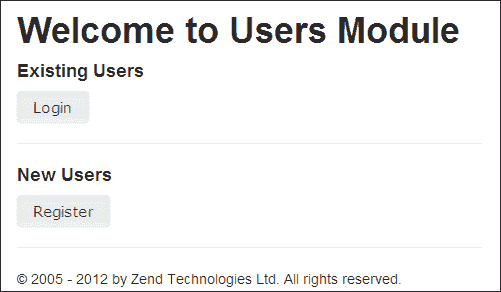 Welcome to Users Module
Existing Users
Login
New Users
Register
© 2005 - 2012 by Zend Technologies Ltd. All rights reserved.